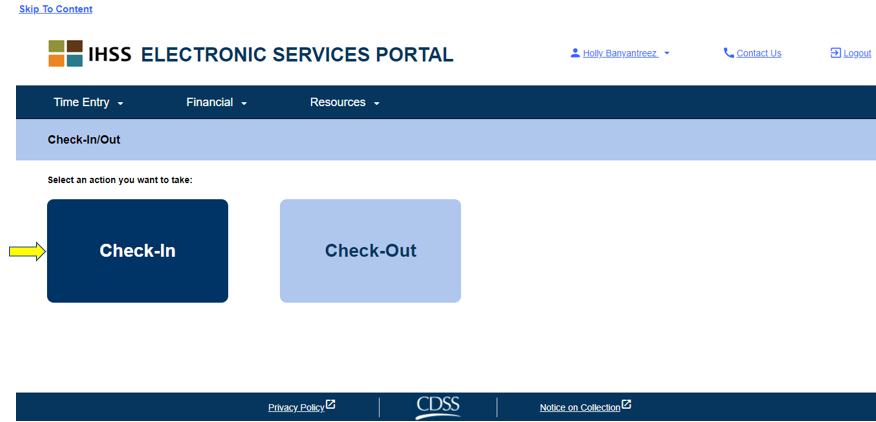 Skip To Content
IHSS ELECTRONIC SERVICES PORTAL
Holly Banyantreez
Contact Us
Logout
Time Entry
Financial
Resources
Check-In/Out
Select an action you want to take:
Check-In
Check-Out
Privacy Policy
CDSS
Notice on Collection